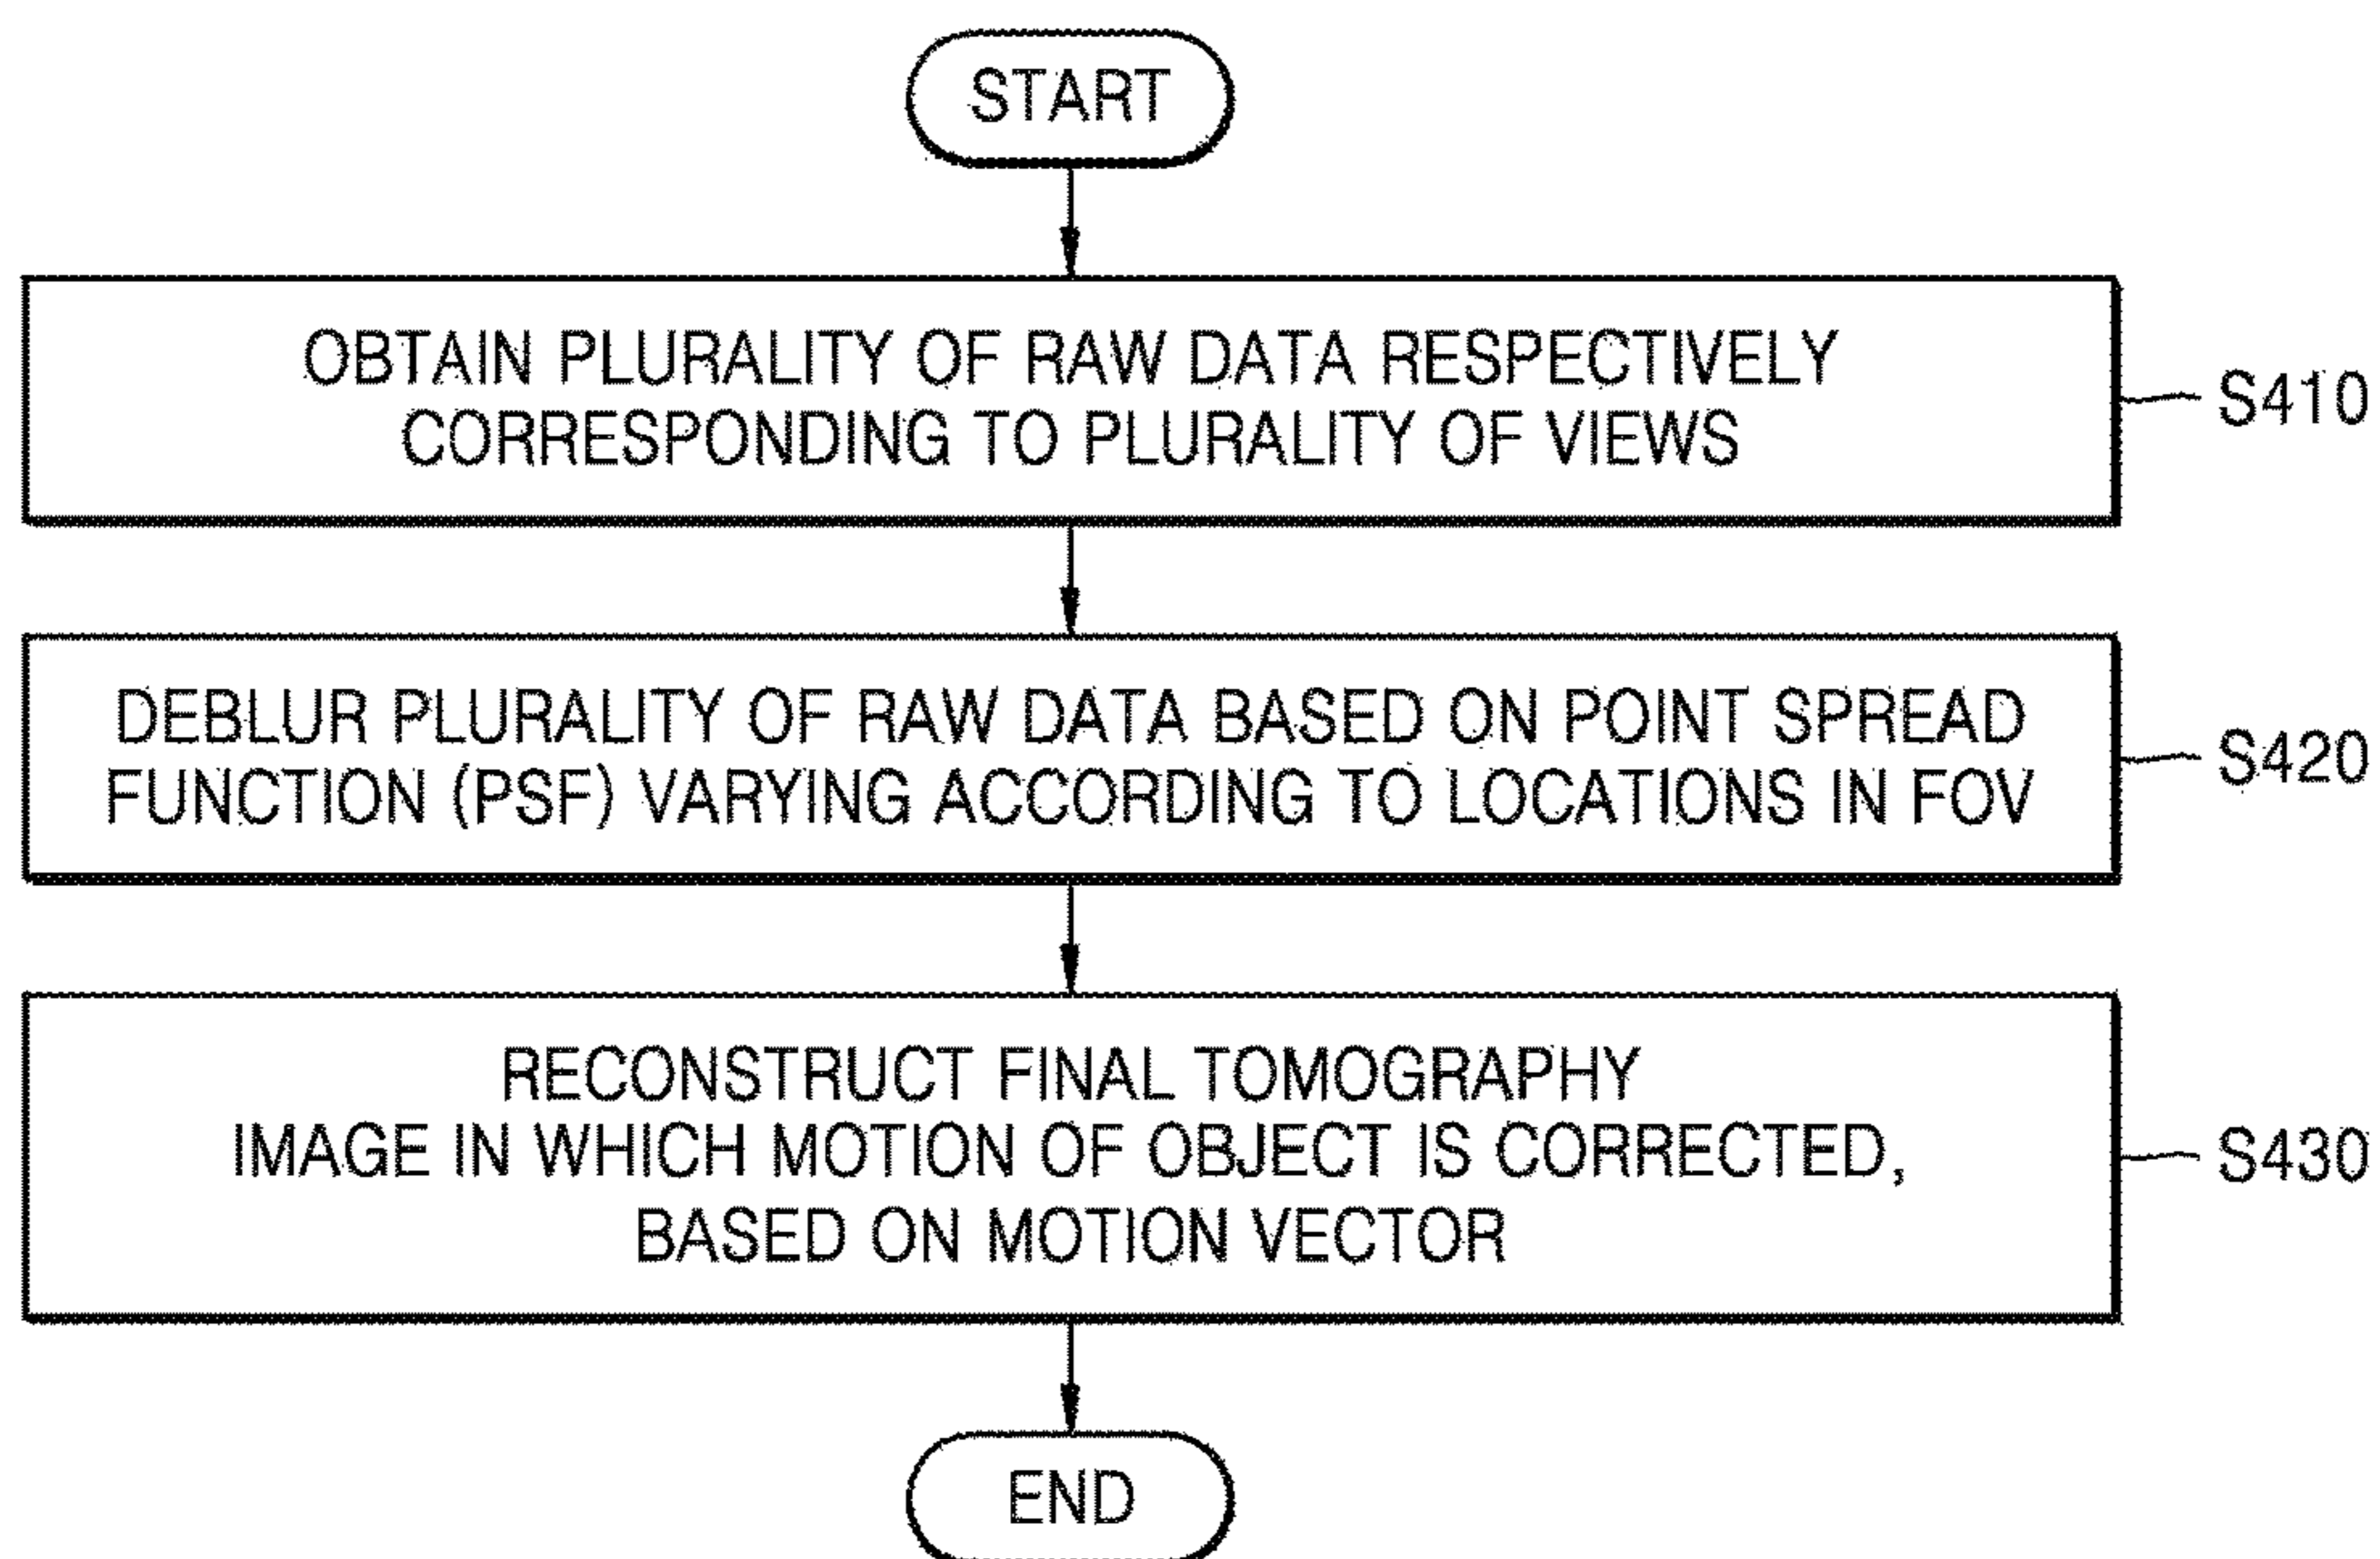 START
OBTAIN PLURALITY OF RAW DATA RESPECTIVELY
CORRESPONDING TO PLURALITY OF VIEWS
S410
DEBLUR PLURALITY OF RAW DATA BASED ON POINT SPREAD
FUNCTION (PSF) VARYING ACCORDING TO LOCATIONS IN FOV
S420
RECONSTRUCT FINAL TOMOGRAPHY
IMAGE IN WHICH MOTION OF OBJECT IS CORRECTED,
BASED ON MOTION VECTOR
S430
END